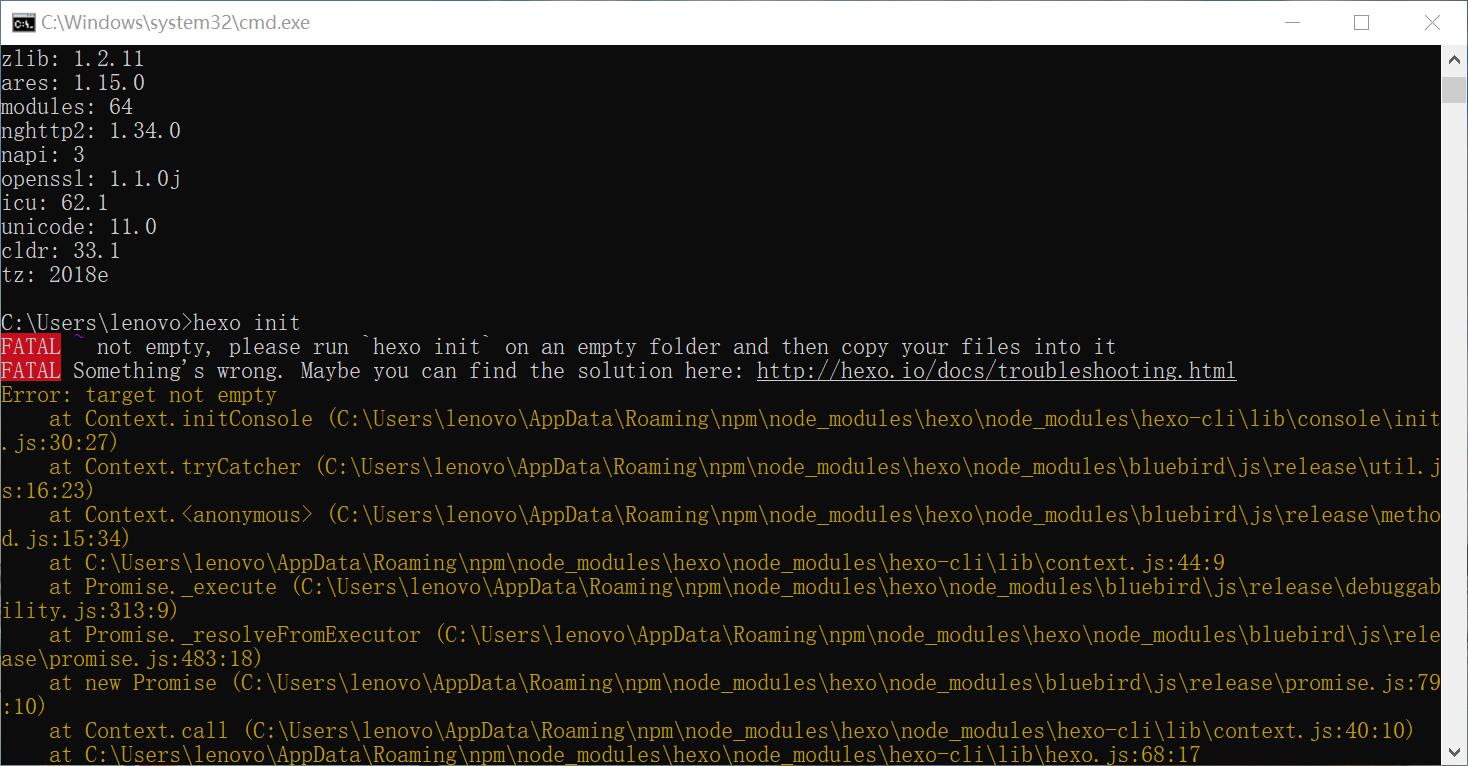 C:\Windows\system32\cmd.exe
zlib: 1.2.11
ares: 1.15.0
modules: 64
nghttp2: 1.34.0
napi: 3
openssl: 1.1.0j
icu: 62.1
unicode: 11.0
cldr: 33.1
tz: 2018e
C:\Users\lenovo>hexo init
FATAL ~ not empty, please run `hexo init` on an empty folder and then copy your files into it
FATAL Something's wrong. Maybe you can find the solution here: http://hexo.io/docs/troubleshooting.html
Error: target not empty
    at Context.initConsole (C:\Users\lenovo\AppData\Roaming\npm\node_modules\hexo\node_modules\hexo-cli\lib\console\init
.js:30:27)
    at Context.tryCatcher (C:\Users\lenovo\AppData\Roaming\npm\node_modules\hexo\node_modules\bluebird\js\release\util.j
s:16:23)
    at Context.<anonymous> (C:\Users\lenovo\AppData\Roaming\npm\node_modules\hexo\node_modules\bluebird\js\release\metho
d.js:15:34)
    at C:\Users\lenovo\AppData\Roaming\npm\node_modules\hexo\node_modules\hexo-cli\lib\context.js:44:9
    at Promise._execute (C:\Users\lenovo\AppData\Roaming\npm\node_modules\hexo\node_modules\bluebird\js\release\debuggab
ility.js:313:9)
    at Promise._resolveFromExecutor (C:\Users\lenovo\AppData\Roaming\npm\node_modules\hexo\node_modules\bluebird\js\rele
ase\promise.js:483:18)
    at new Promise (C:\Users\lenovo\AppData\Roaming\npm\node_modules\hexo\node_modules\bluebird\js\release\promise.js:79
:10)
    at Context.call (C:\Users\lenovo\AppData\Roaming\npm\node_modules\hexo\node_modules\hexo-cli\lib\context.js:40:10)
    at C:\Users\lenovo\AppData\Roaming\npm\node_modules\hexo\node_modules\hexo-cli\lib\hexo.js:68:17